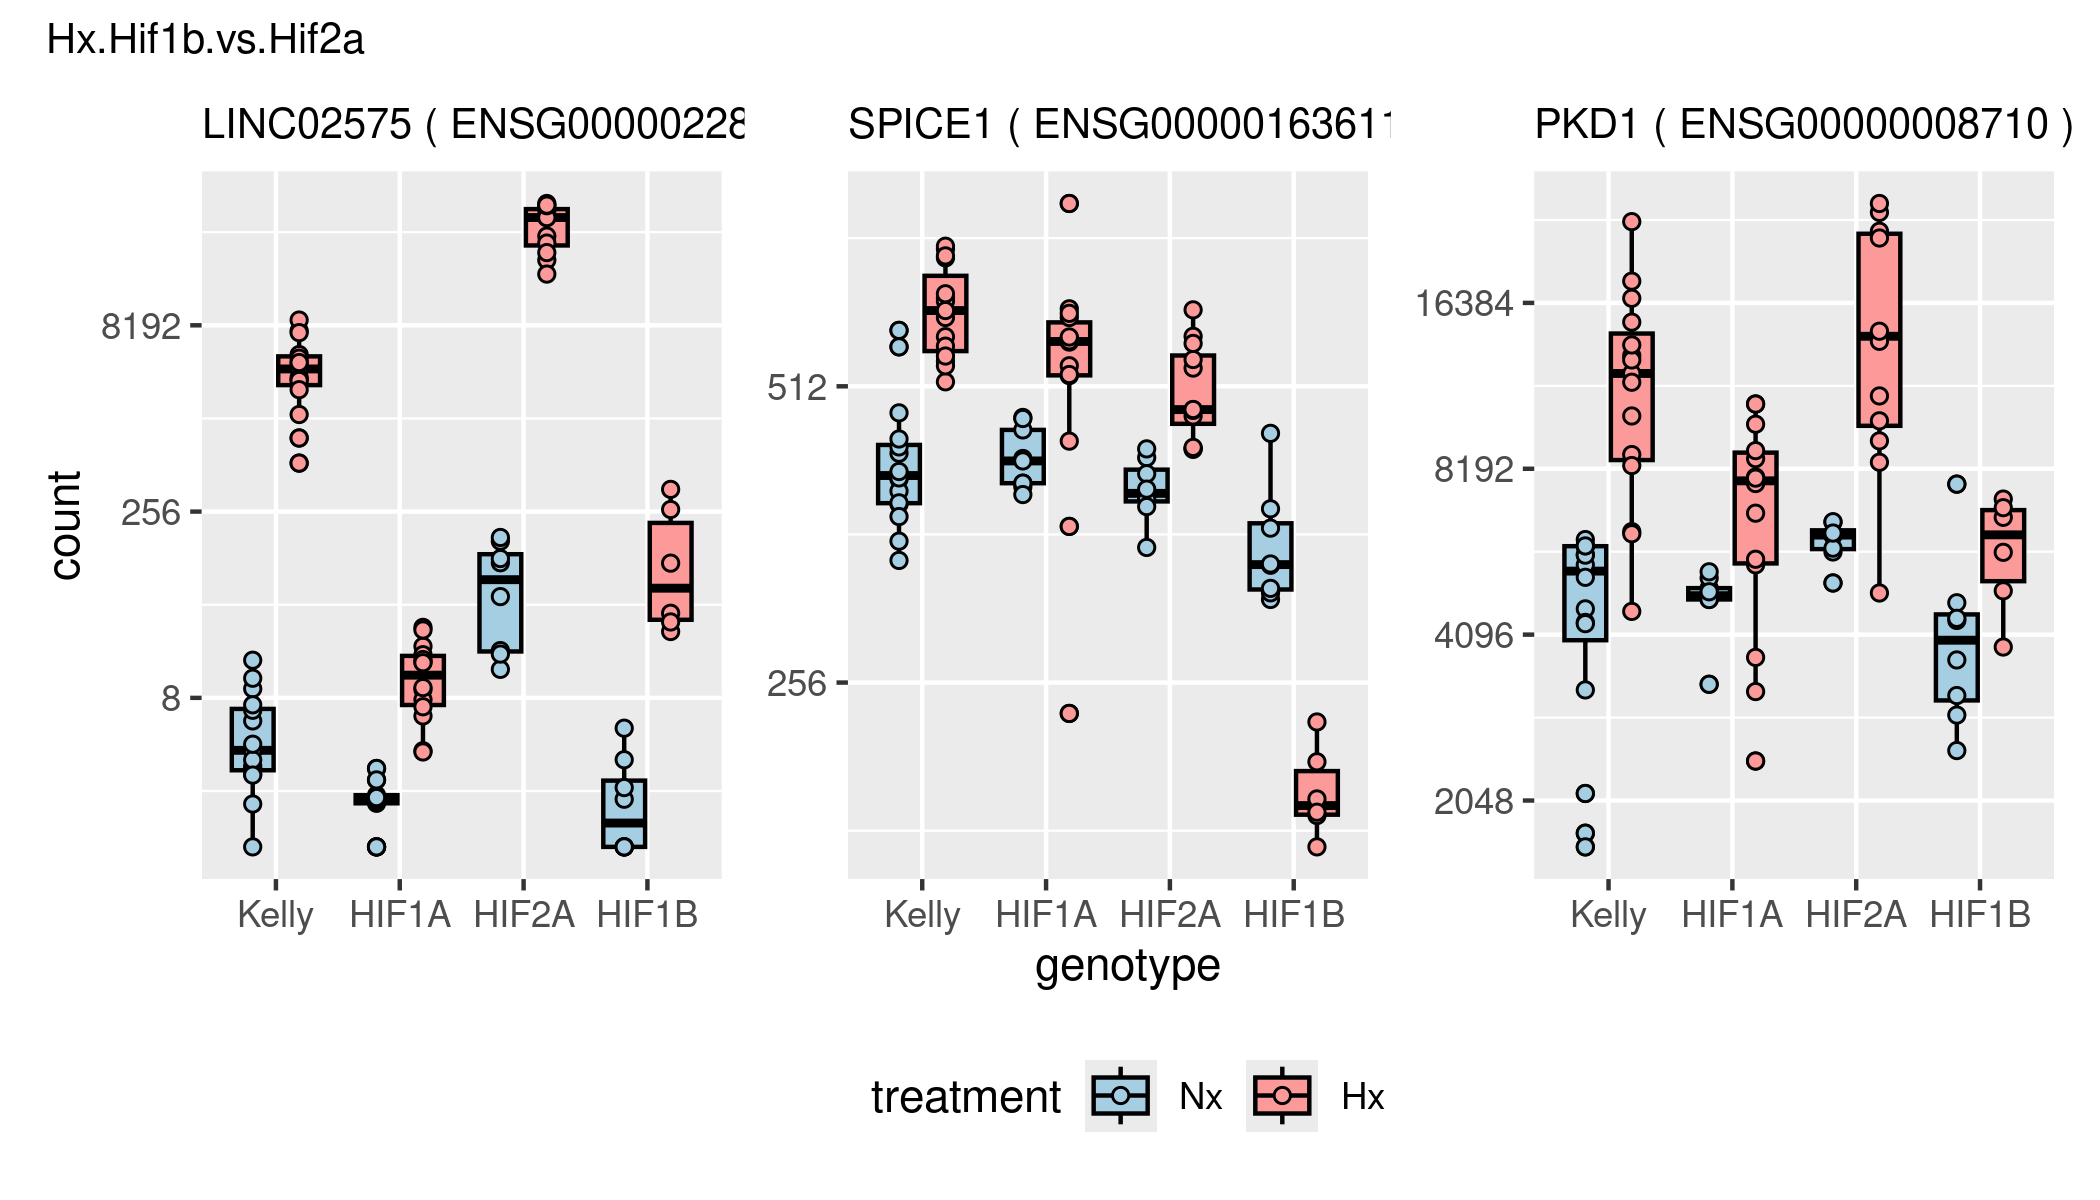 Hx.Hif1b.vs.Hif2a
LINC02575 ( ENSG00000228
SPICE1 ( ENSG00000163611
PKD1 ( ENSG00000008710 )
count
8192
256
8
512
256
16384
8192
4096
2048
Kelly HIF1A HIF2A HIF1B
Kelly HIF1A HIF2A HIF1B
Kelly HIF1A HIF2A HIF1B
genotype
treatment Nx Hx